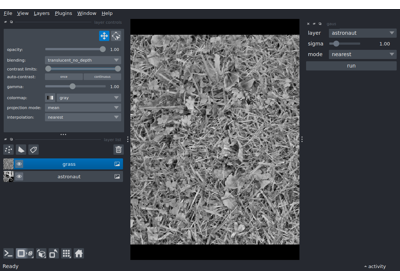 File View Layers Plugins Window Help
layer controls
opacity: 1.00
blending: translucent_no_depth
contrast limits:
auto-contrast: once continuous
gamma: 1.00
colormap: gray
projection mode: mean
interpolation: nearest
layer list
grass
astronaut
Ready
layer astronaut
sigma 1.00
mode nearest
run
activity